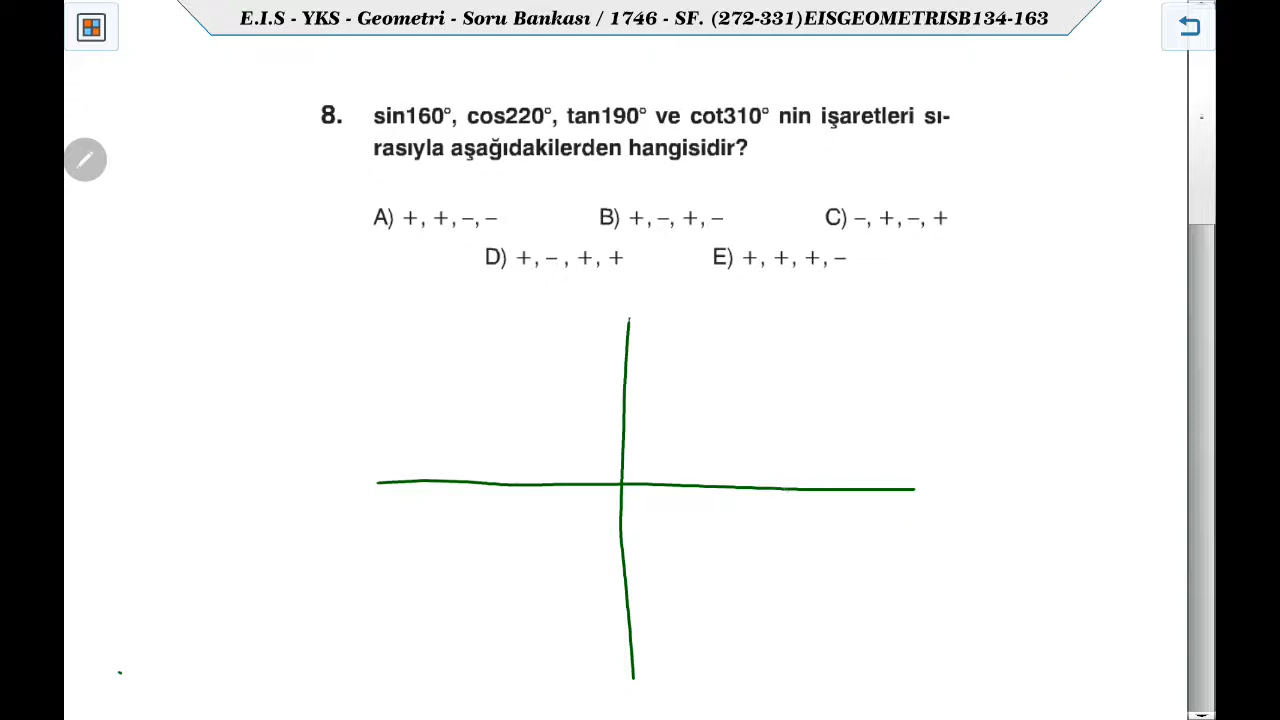 E.I.S - YKS - Geometri - Soru Bankası / 1746 - SF. (272-331)EISGEOMETRISB134-163
8. sin160°, cos220°, tan190° ve cot310° nin işaretleri sı-
rasıyla aşağıdakilerden hangisidir?
A) +, +, –, – B) +, –, +, – C) –, +, –, +
D) +, – , +, + E) +, +, +, –